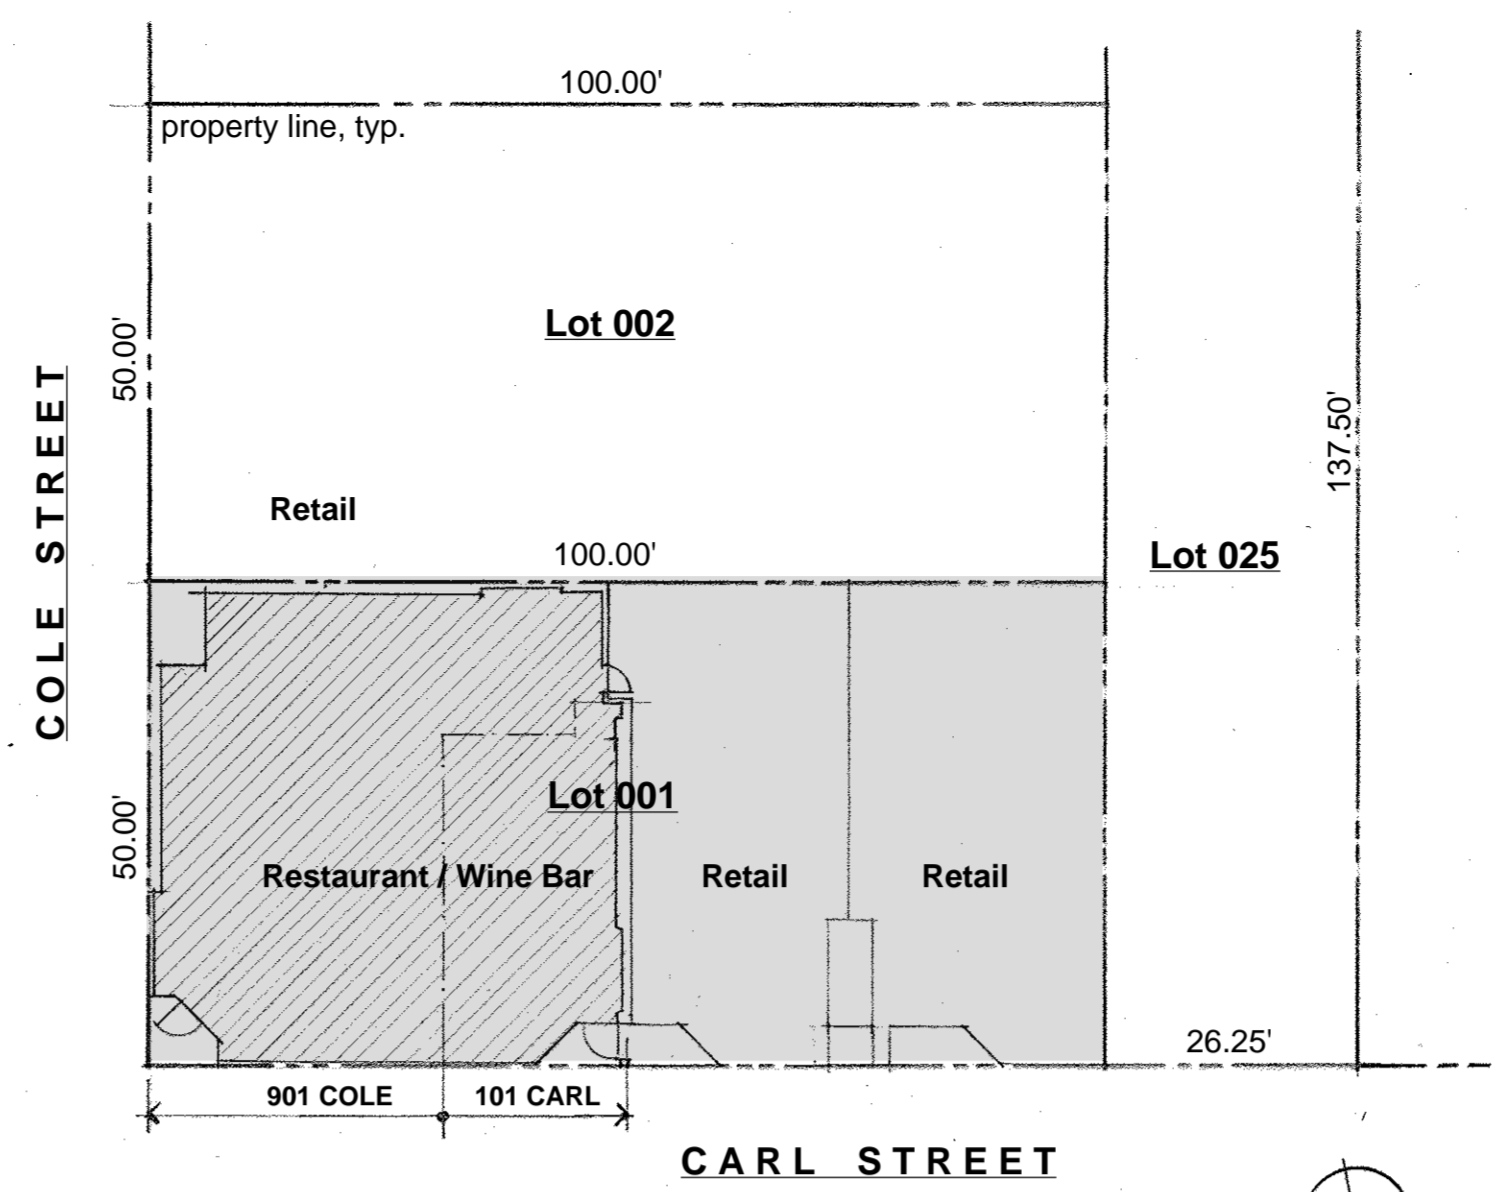 100.00'
property line, typ.
Lot 002
50.00'
COLE STREET
137.50'
Retail
100.00'
Lot 025
Lot 001
50.00'
Restaurant / Wine Bar
Retail
Retail
26.25'
901 COLE
101 CARL
CARL STREET